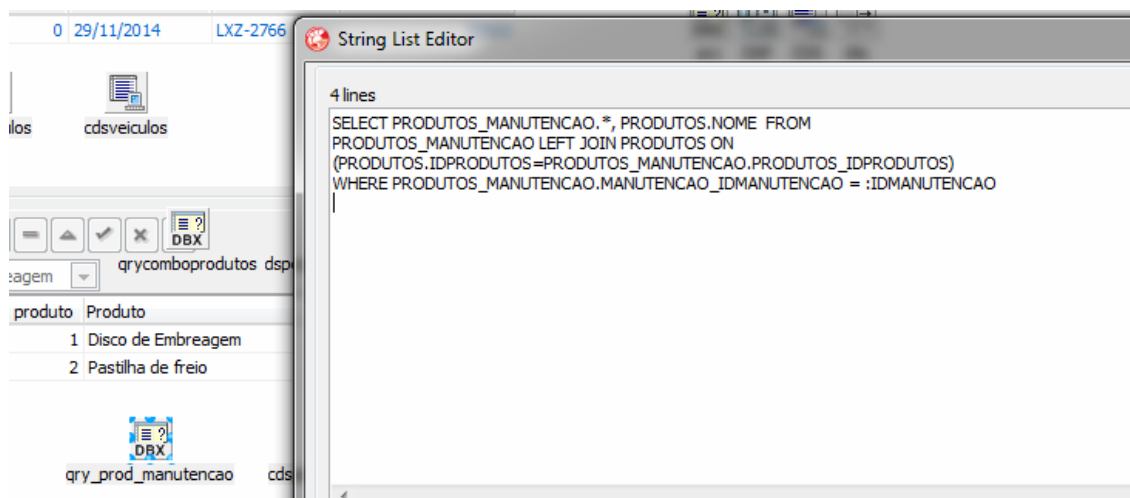 0 29/11/2014 LXZ-2766
String List Editor
4 lines
SELECT PRODUTOS_MANUTENCAO.*, PRODUTOS.NOME FROM
PRODUTOS_MANUTENCAO LEFT JOIN PRODUTOS ON
(PRODUTOS.IDPRODUTOS=PRODUTOS_MANUTENCAO.PRODUTOS_IDPRODUTOS)
WHERE PRODUTOS_MANUTENCAO.MANUTENCAO_IDMANUTENCAO = :IDMANUTENCAO
los cdsveiculos
DBX
qrycomboprodutos dsp
eagem
produto Produto
1 Disco de Embreagem
2 Pastilha de freio
DBX
qry_prod_manutencao cds